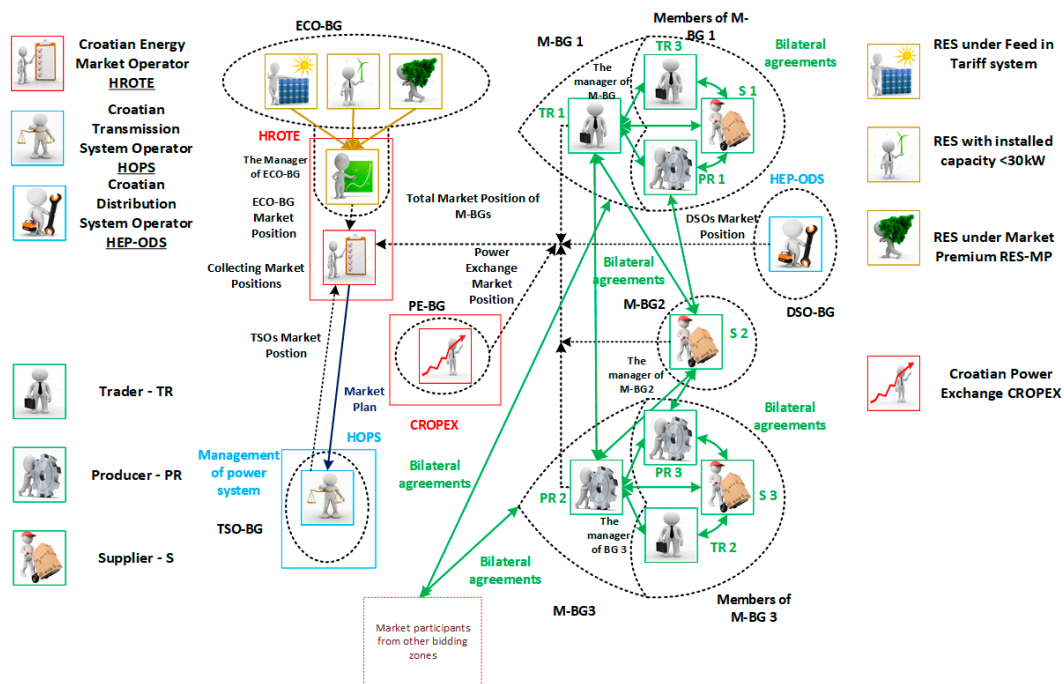 Croatian Energy
Market Operator
HROTE
Croatian
Transmission
System Operator
HOPS
Croatian
Distribution
System Operator
HEP-ODS
Trader - TR
Producer - PR
Supplier - S
ECO-BG
HROTE
The Manager
of ECO-BG
ECO-BG
Market
Position
Collecting Market
Positions
TSOs Market
Postion
Market
Plan
HOPS
Management
of power
system
TSO-BG
Total Market Position of
M-BGs
Power
Exchange
Market
Position
PE-BG
CROPEX
Bilateral
agreements
Bilateral
agreements
Market participants
from other bidding
zones
M-BG 1
Members of M-
BG 1
The
manager of
M-BG
TR 3
TR 1
S 1
PR 1
Bilateral
agreements
HEP-ODS
DSOs Market
Position
DSO-BG
Bilateral
agreements
M-BG2
S 2
The
manager of
M-BG2
Bilateral
agreements
PR 3
PR 2
S 3
The
manager
of BG 3
TR 2
M-BG3
Members of
M-BG 3
RES under Feed in
Tariff system
RES with installed
capacity <30kW
RES under Market
Premium RES-MP
Croatian Power
Exchange CROPEX